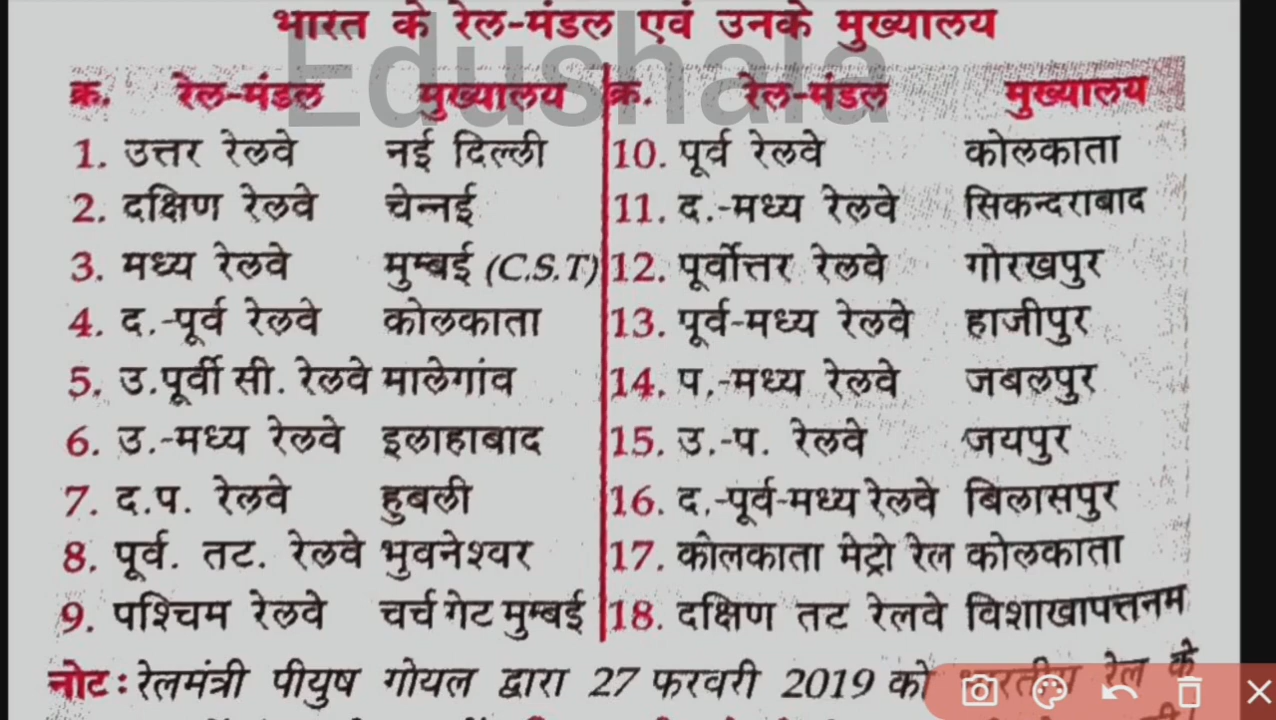 भारत के रेल-मंडल एवं उनके मुख्यालय
Edushala
क्र. रेल-मंडल मुख्यालय क्र. रेल-मंडल मुख्यालय
1. उत्तर रेलवे नई दिल्ली 10. पूर्व रेलवे कोलकाता
2. दक्षिण रेलवे चेन्नई 11. द.-मध्य रेलवे सिकन्दराबाद
3. मध्य रेलवे मुम्बई (C.S.T) 12. पूर्वोत्तर रेलवे गोरखपुर
4. द.-पूर्व रेलवे कोलकाता 13. पूर्व-मध्य रेलवे हाजीपुर
5. उ.पूर्वी सी. रेलवे मालेगांव 14. प.-मध्य रेलवे जबलपुर
6. उ.-मध्य रेलवे इलाहाबाद 15. उ.-प. रेलवे जयपुर
7. द.प. रेलवे हुबली 16. द.-पूर्व-मध्य रेलवे बिलासपुर
8. पूर्व. तट. रेलवे भुवनेश्वर 17. कोलकाता मेट्रो रेल कोलकाता
9. पश्चिम रेलवे चर्च गेट मुम्बई 18. दक्षिण तट रेलवे विशाखापत्तनम
नोट: रेलमंत्री पीयुष गोयल द्वारा 27 फरवरी 2019 को भारतीय रेल के